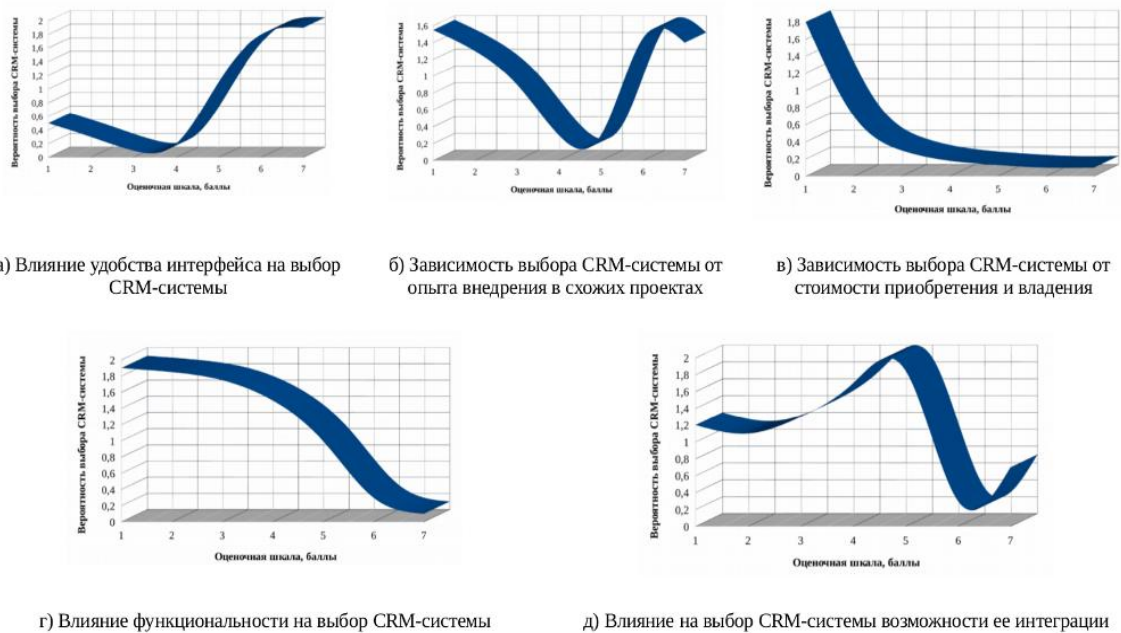 Вероятность выбора CRM-системы
2
1,8
1,6
1,4
1,2
1
0,8
0,6
0,4
0,2
0
1 2 3 4 5 6 7
Оценочная шкала, баллы
Вероятность выбора CRM-системы
1,6
1,4
1,2
1
0,8
0,6
0,4
0,2
0
1 2 3 4 5 6 7
Оценочная шкала, баллы
Вероятность выбора CRM-системы
1,8
1,6
1,4
1,2
1
0,8
0,6
0,4
0,2
0
1 2 3 4 5 6 7
Оценочная шкала, баллы
а) Влияние удобства интерфейса на выбор
CRM-системы
б) Зависимость выбора CRM-системы от
опыта внедрения в схожих проектах
в) Зависимость выбора CRM-системы от
стоимости приобретения и владения
Вероятность выбора CRM-системы
2
1,8
1,6
1,4
1,2
1
0,8
0,6
0,4
0,2
0
1 2 3 4 5 6 7
Оценочная шкала, баллы
Вероятность выбора CRM-системы
2
1,8
1,6
1,4
1,2
1
0,8
0,6
0,4
0,2
0
1 2 3 4 5 6 7
Оценочная шкала, баллы
г) Влияние функциональности на выбор CRM-системы
д) Влияние на выбор CRM-системы возможности ее интеграции